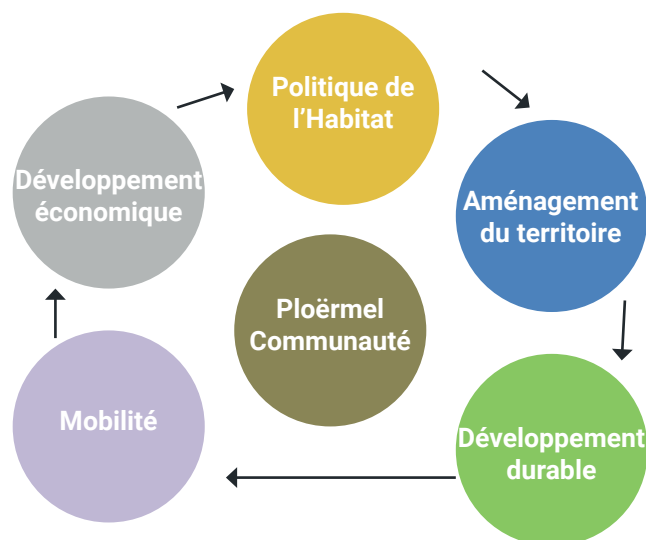 Politique de
l'Habitat
Développement
économique
Aménagement
du territoire
Ploërmel
Communauté
Mobilité
Développement
durable